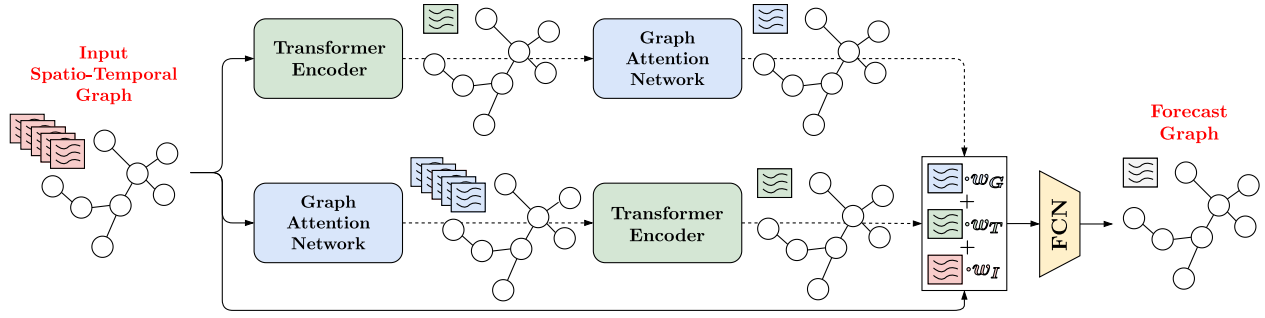 Input
Spatio-Temporal
Graph
Transformer
Encoder
Graph
Attention
Network
Graph
Attention
Network
Transformer
Encoder
·w_G
+
·w_T
+
·w_I
FCN
Forecast
Graph